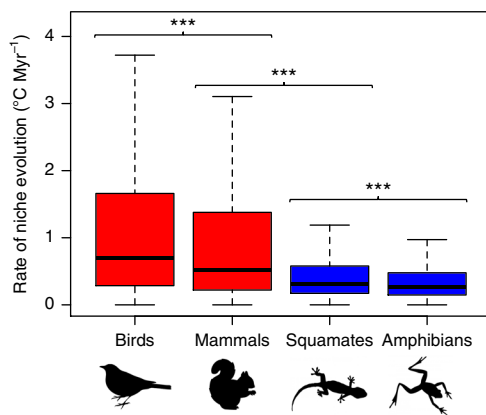 ***
***
***
4
3
2
1
0
Rate of niche evolution (°C Myr⁻¹)
Birds
Mammals
Squamates
Amphibians